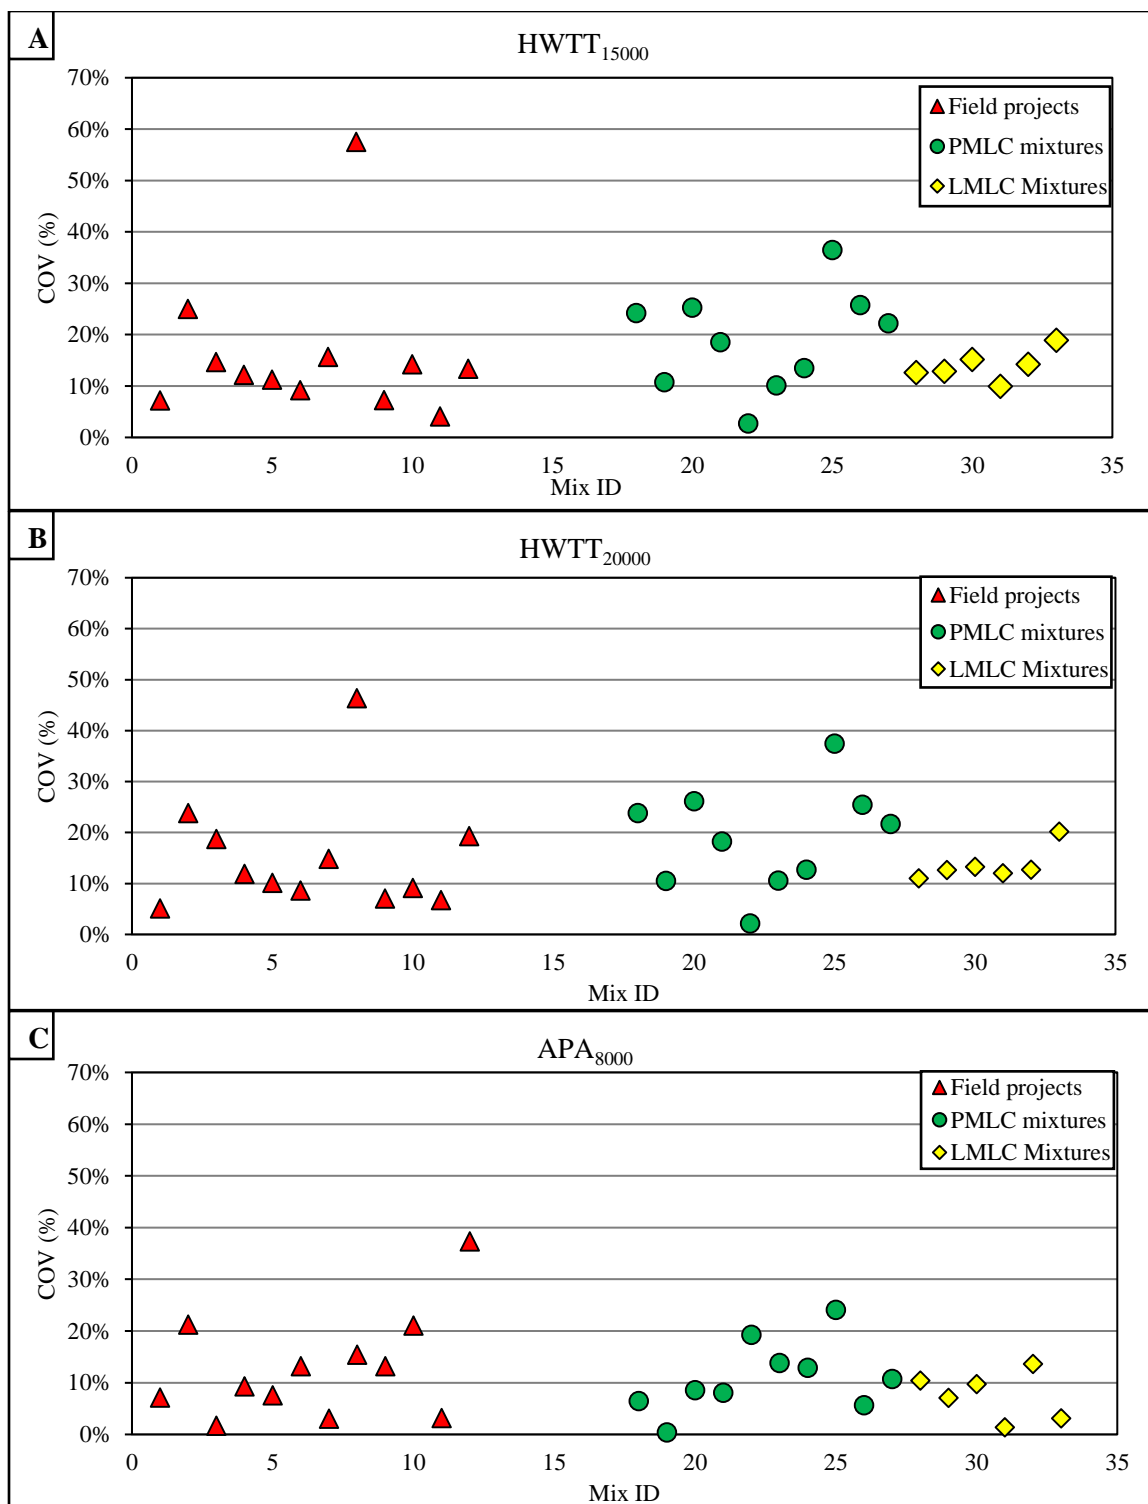 A
HWTT15000
70%
60%
50%
40%
30%
20%
10%
0%
COV (%)
0 5 10 15 20 25 30 35
Mix ID
Field projects
PMLC mixtures
LMLC Mixtures
B
HWTT20000
70%
60%
50%
40%
30%
20%
10%
0%
COV (%)
0 5 10 15 20 25 30 35
Mix ID
Field projects
PMLC mixtures
LMLC Mixtures
C
APA8000
70%
60%
50%
40%
30%
20%
10%
0%
COV (%)
0 5 10 15 20 25 30 35
Mix ID
Field projects
PMLC mixtures
LMLC Mixtures